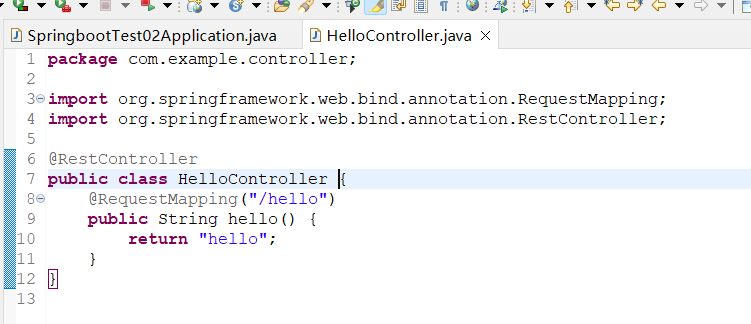 SpringbootTest02Application.java
HelloController.java
1 package com.example.controller;
2
3 import org.springframework.web.bind.annotation.RequestMapping;
4 import org.springframework.web.bind.annotation.RestController;
5
6 @RestController
7 public class HelloController {
8     @RequestMapping("/hello")
9     public String hello() {
10         return "hello";
11     }
12 }
13